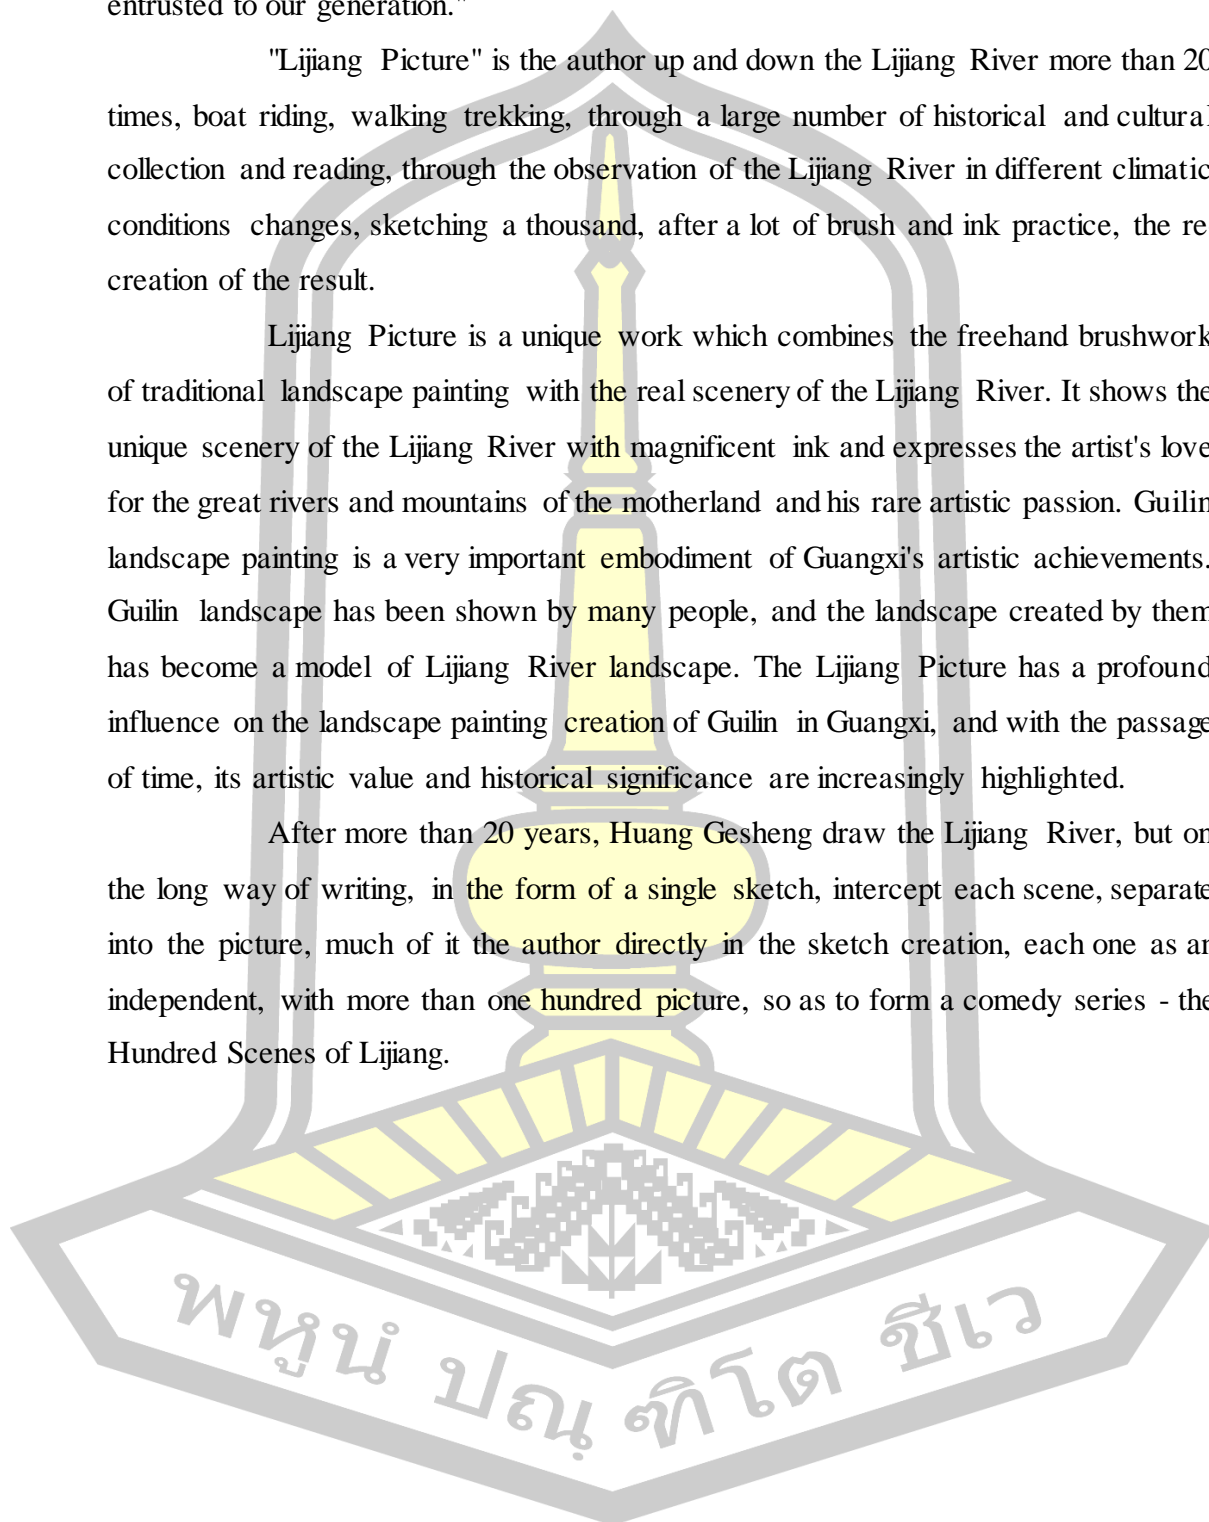 entrusted to our generation."
"Lijiang Picture" is the author up and down the Lijiang River more than 20
times, boat riding, walking trekking, through a large number of historical and cultural
collection and reading, through the observation of the Lijiang River in different climatic
conditions changes, sketching a thousand, after a lot of brush and ink practice, the re
creation of the result.
Lijiang Picture is a unique work which combines the freehand brushwork
of traditional landscape painting with the real scenery of the Lijiang River. It shows the
unique scenery of the Lijiang River with magnificent ink and expresses the artist's love
for the great rivers and mountains of the motherland and his rare artistic passion. Guilin
landscape painting is a very important embodiment of Guangxi's artistic achievements.
Guilin landscape has been shown by many people, and the landscape created by them
has become a model of Lijiang River landscape. The Lijiang Picture has a profound
influence on the landscape painting creation of Guilin in Guangxi, and with the passage
of time, its artistic value and historical significance are increasingly highlighted.
After more than 20 years, Huang Gesheng draw the Lijiang River, but on
the long way of writing, in the form of a single sketch, intercept each scene, separate
into the picture, much of it the author directly in the sketch creation, each one as an
independent, with more than one hundred picture, so as to form a comedy series - the
Hundred Scenes of Lijiang.
พหูนํ ปณฺฑิโต ชีเว